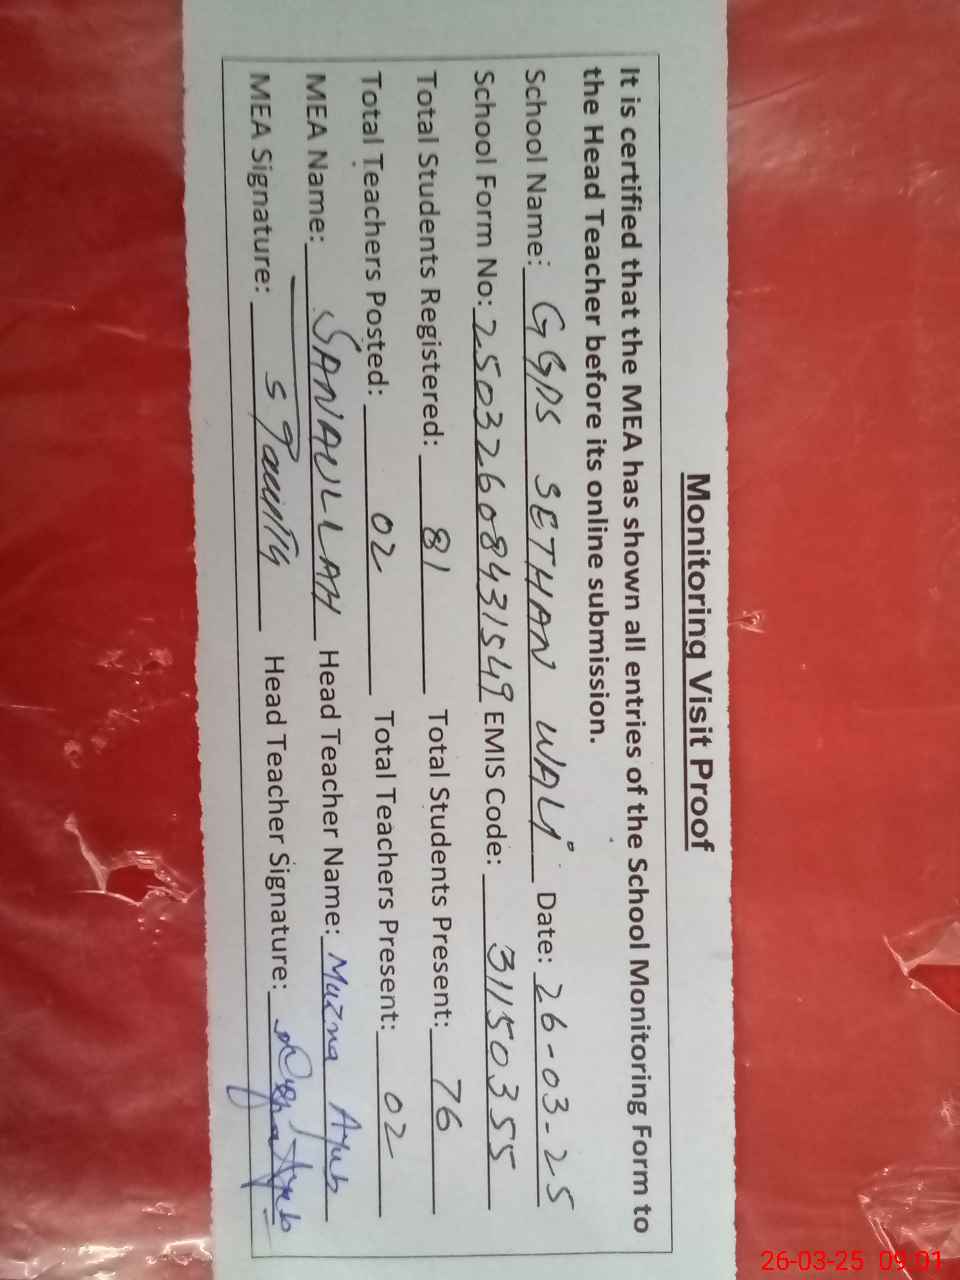 Monitoring Visit Proof
It is certified that the MEA has shown all entries of the School Monitoring Form to
the Head Teacher before its online submission.
School Name: GGPS SETHAN WALI Date: 26-03-25
School Form No: 25032608431549 EMIS Code: 31150355
Total Students Registered: 81 Total Students Present: 76
Total Teachers Posted: 02 Total Teachers Present: 02
MEA Name: SANAULLAH Head Teacher Name: Muzna Ayub
MEA Signature: Head Teacher Signature:
26-03-25 09:01